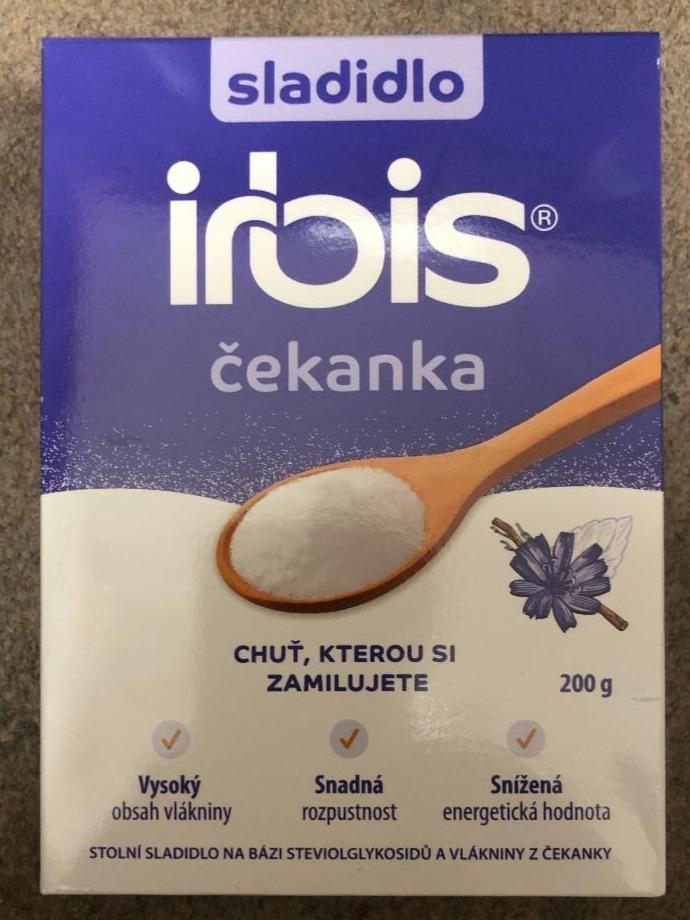 sladidlo
irbis®
čekanka
CHUŤ, KTEROU SI
ZAMILUJETE
200 g
Vysoký
obsah vlákniny
Snadná
rozpustnost
Snížená
energetická hodnota
STOLNÍ SLADIDLO NA BÁZI STEVIOLGLYKOSIDŮ A VLÁKNINY Z ČEKANKY